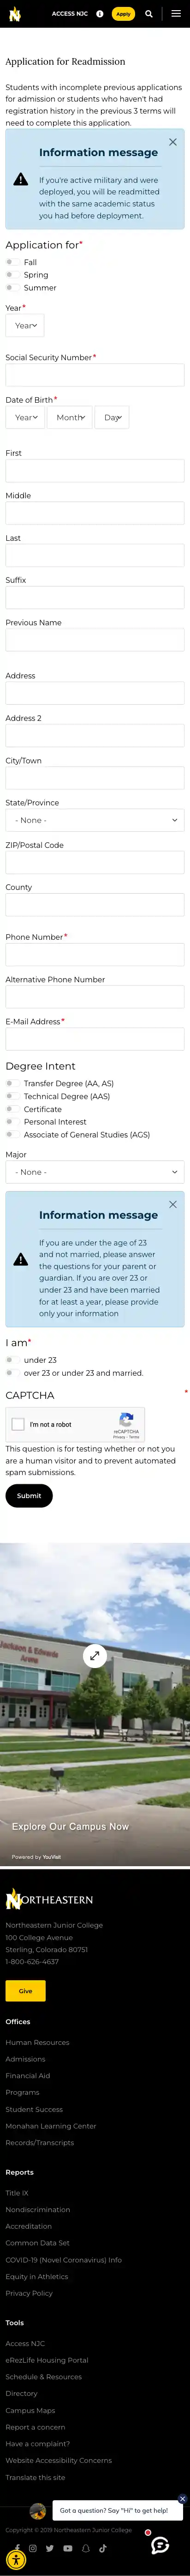 ACCESS NJC
Apply
Application for Readmission
Students with incomplete previous applications
or admission or students who haven't had
registration history in the previous 3 terms will
need to complete this application.
Information message
If you're active military and were
deployed, you will be readmitted
with the same academic status
you had before deployment.
Application for*
Fall
Spring
Summer
Year*
Year
Social Security Number*
Date of Birth*
Year
Month
Day
First
Middle
Last
Suffix
Previous Name
Address
Address 2
City/Town
State/Province
- None -
ZIP/Postal Code
County
Phone Number*
Alternative Phone Number
E-Mail Address*
Degree Intent
Transfer Degree (AA, AS)
Technical Degree (AAS)
Certificate
Personal Interest
Associate of General Studies (AGS)
Major
- None -
Information message
If you are under the age of 23
and not married, please answer
the questions for your parent or
guardian. If you are over 23 or
under 23 and have been married
for at least a year, please provide
only your information
I am*
under 23
over 23 or under 23 and married.
CAPTCHA *
I'm not a robot
reCAPTCHA
Privacy - Terms
This question is for testing whether or not you
are a human visitor and to prevent automated
spam submissions.
Submit
Jackson & Edwards
Arena
Explore Our Campus Now
Powered by YouVisit
NORTHEASTERN
Northeastern Junior College
100 College Avenue
Sterling, Colorado 80751
1-800-626-4637
Give
Offices
Human Resources
Admissions
Financial Aid
Programs
Student Success
Monahan Learning Center
Records/Transcripts
Reports
Title IX
Nondiscrimination
Accreditation
Common Data Set
COVID-19 (Novel Coronavirus) Info
Equity in Athletics
Privacy Policy
Tools
Access NJC
eRezLife Housing Portal
Schedule & Resources
Directory
Campus Maps
Report a concern
Have a complaint?
Website Accessibility Concerns
Translate this site
Got a question? Say "Hi" to get help!
Copyright © 2019 Northeastern Junior College